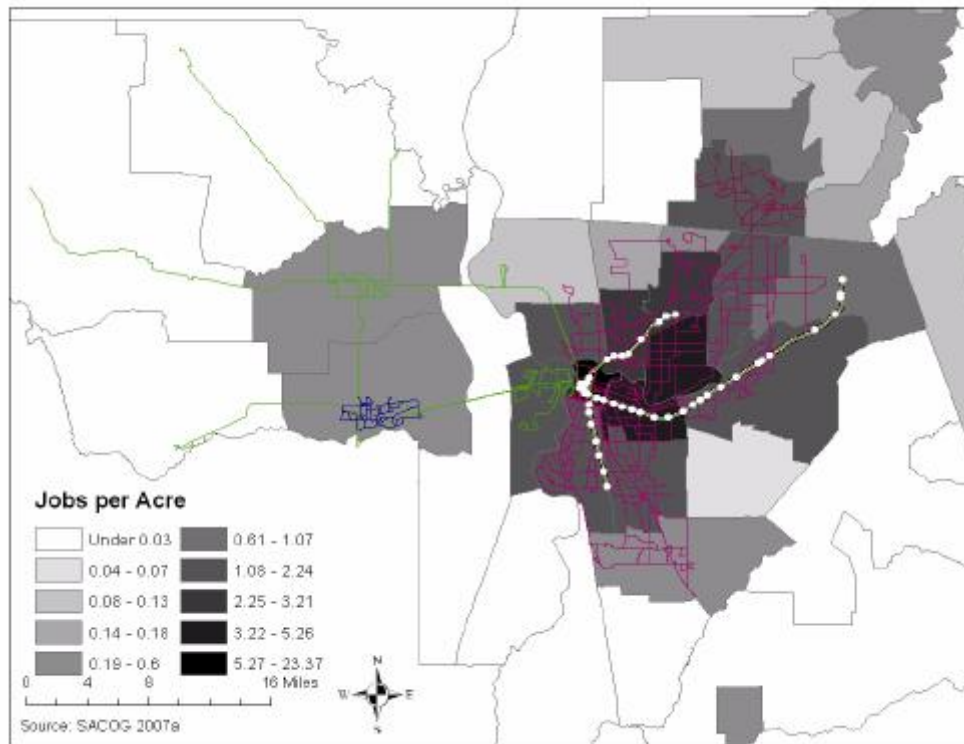 Jobs per Acre
Under 0.03
0.04 - 0.07
0.08 - 0.13
0.14 - 0.18
0.19 - 0.6
0.61 - 1.07
1.08 - 2.24
2.25 - 3.21
3.22 - 5.26
5.27 - 23.37
0 4 8 16 Miles
N
W E
S
Source: SACOG 2007a